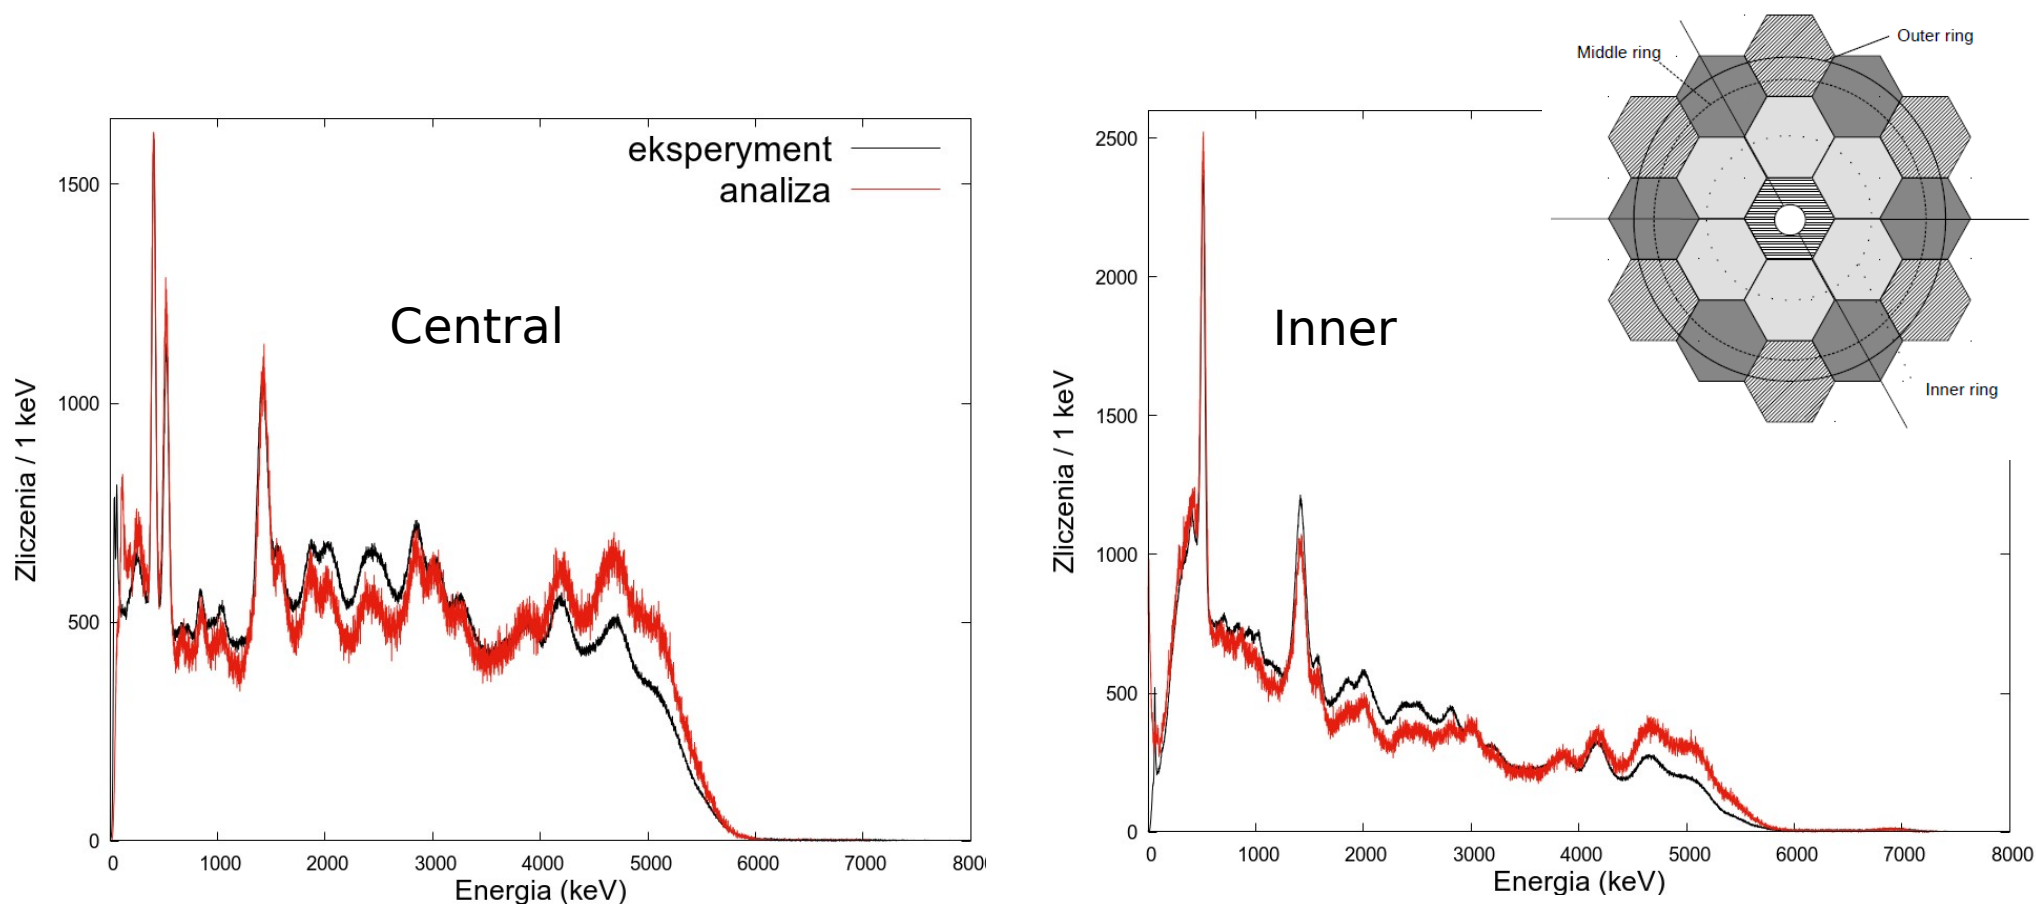 eksperyment
analiza
Central
Zliczenia / 1 keV
1500
1000
500
0
0 1000 2000 3000 4000 5000 6000 7000 800
Energia (keV)
Middle ring
Outer ring
Inner ring
Inner
Zliczenia / 1 keV
2500
2000
1500
1000
500
0
0 1000 2000 3000 4000 5000 6000 7000 8000
Energia (keV)